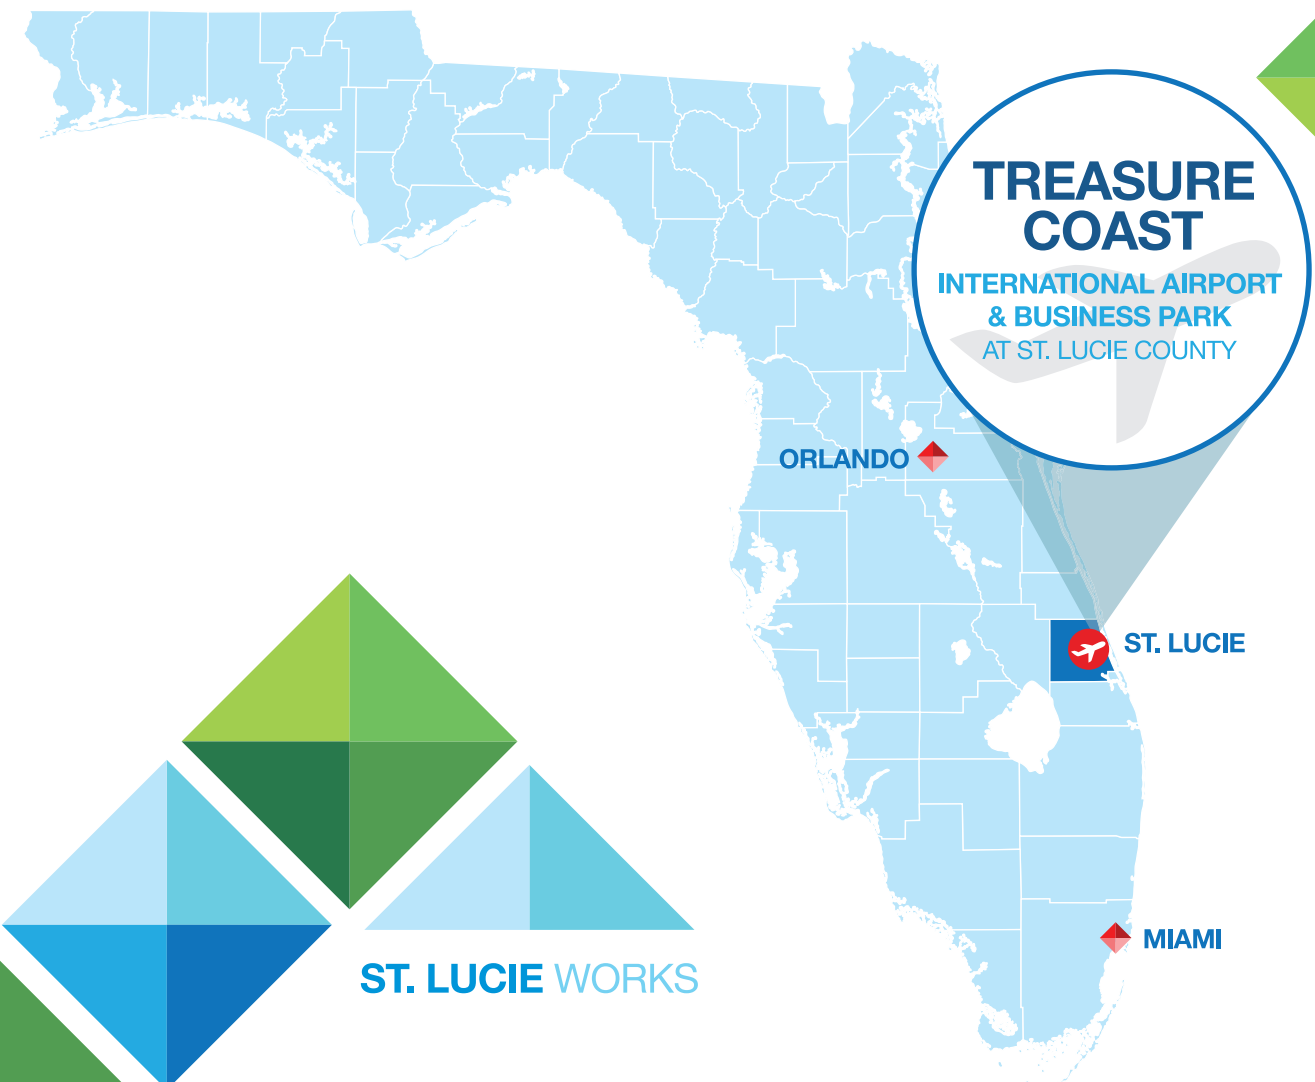 TREASURE
COAST
INTERNATIONAL AIRPORT
& BUSINESS PARK
AT ST. LUCIE COUNTY
ORLANDO
ST. LUCIE
MIAMI
ST. LUCIE WORKS